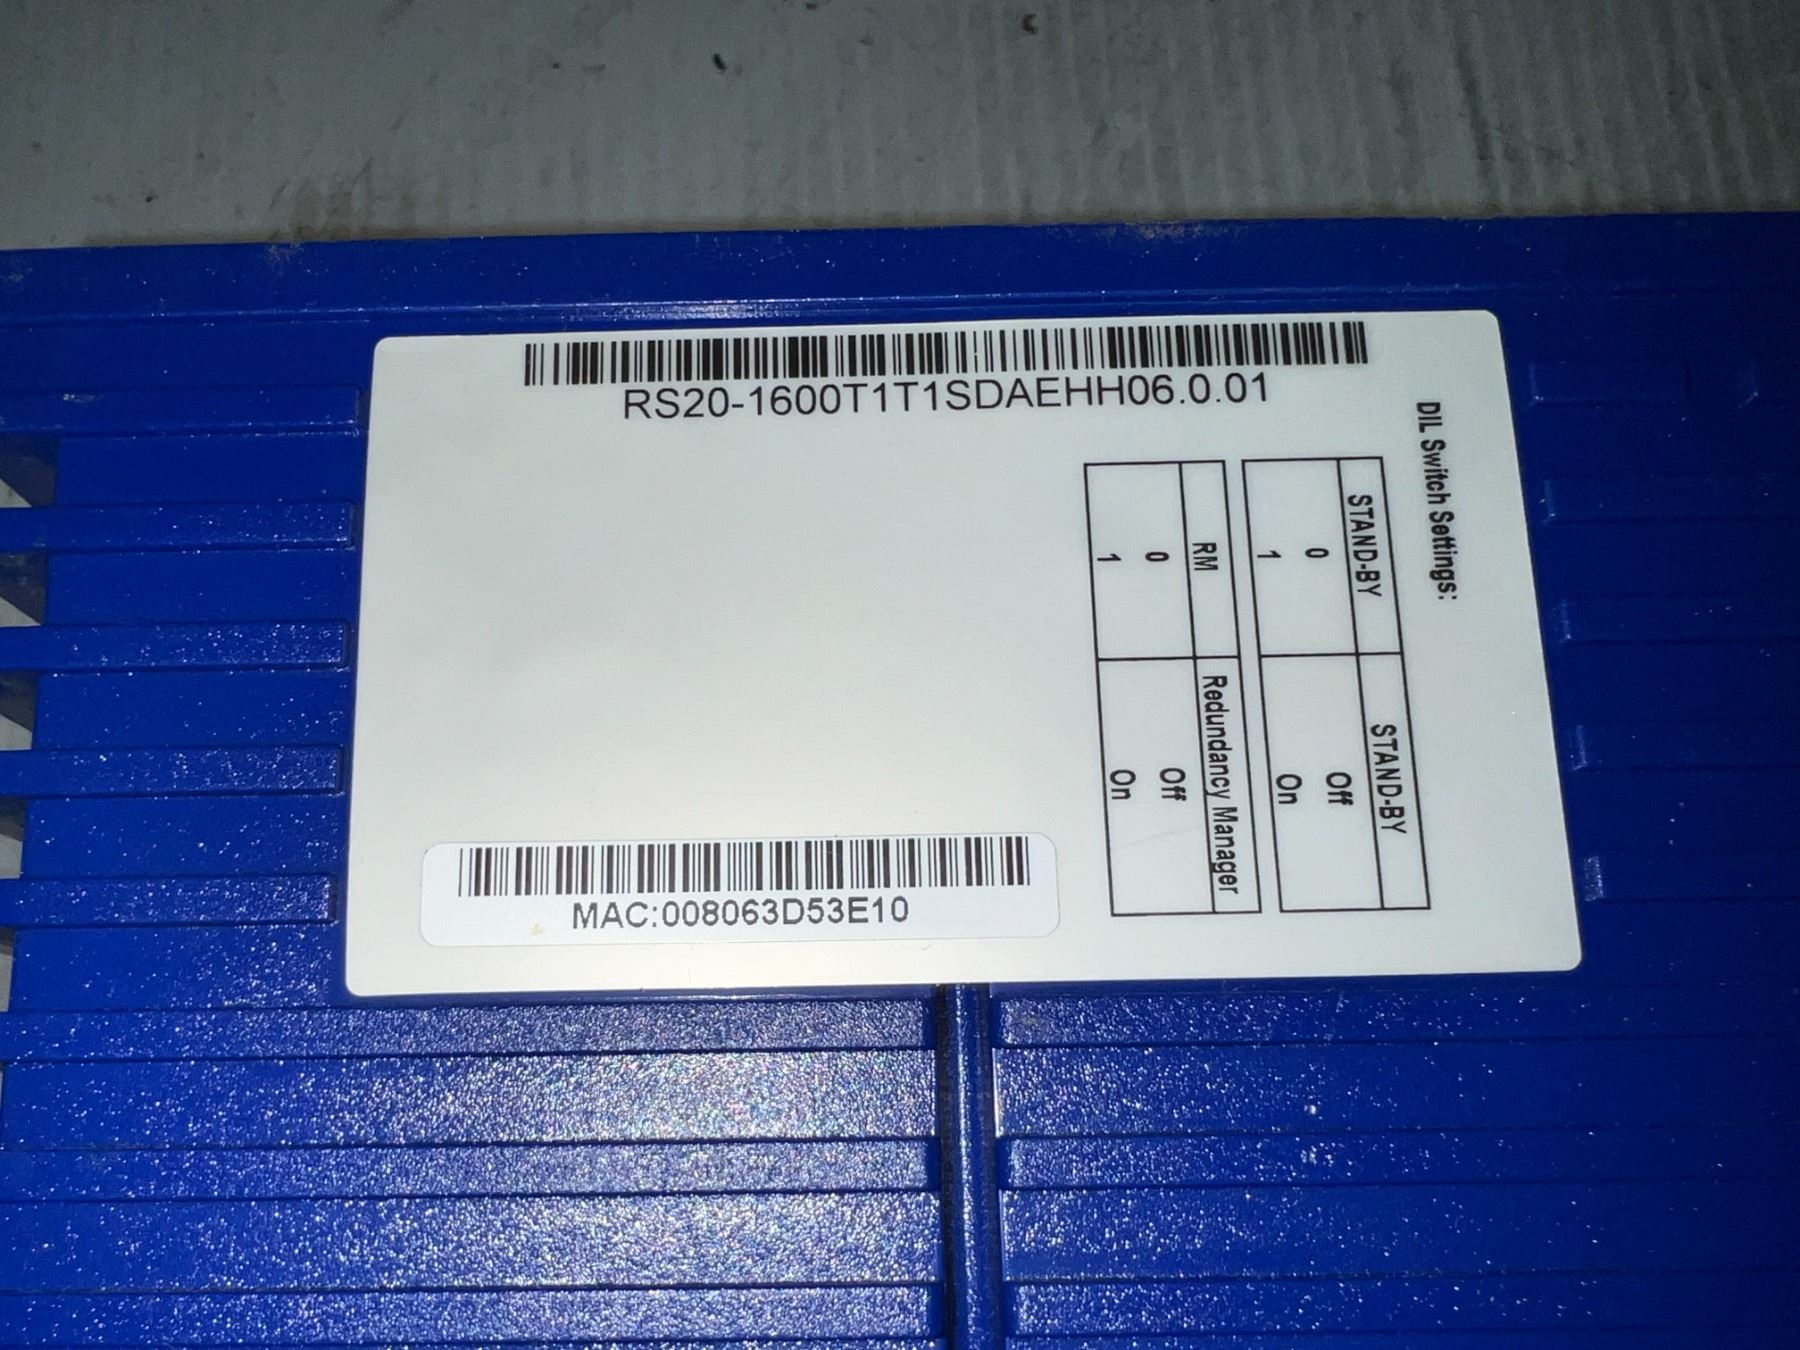 RS20-1600T1T1SDAEHH06.0.01
DIL Switch Settings:
STAND-BY STAND-BY
0 Off
1 On
RM Redundancy Manager
0 Off
1 On
MAC:008063D53E10